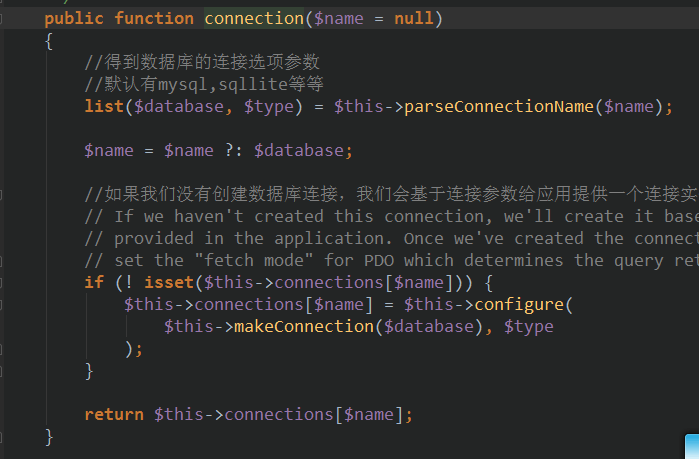 public function connection($name = null)
{
//得到数据库的连接选项参数
//默认有mysql,sqllite等等
list($database, $type) = $this->parseConnectionName($name);
$name = $name ?: $database;
//如果我们没有创建数据库连接，我们会基于连接参数给应用提供一个连接实
// If we haven't created this connection, we'll create it base
// provided in the application. Once we've created the connect
// set the "fetch mode" for PDO which determines the query ret
if (! isset($this->connections[$name])) {
$this->connections[$name] = $this->configure(
$this->makeConnection($database), $type
);
}
return $this->connections[$name];
}